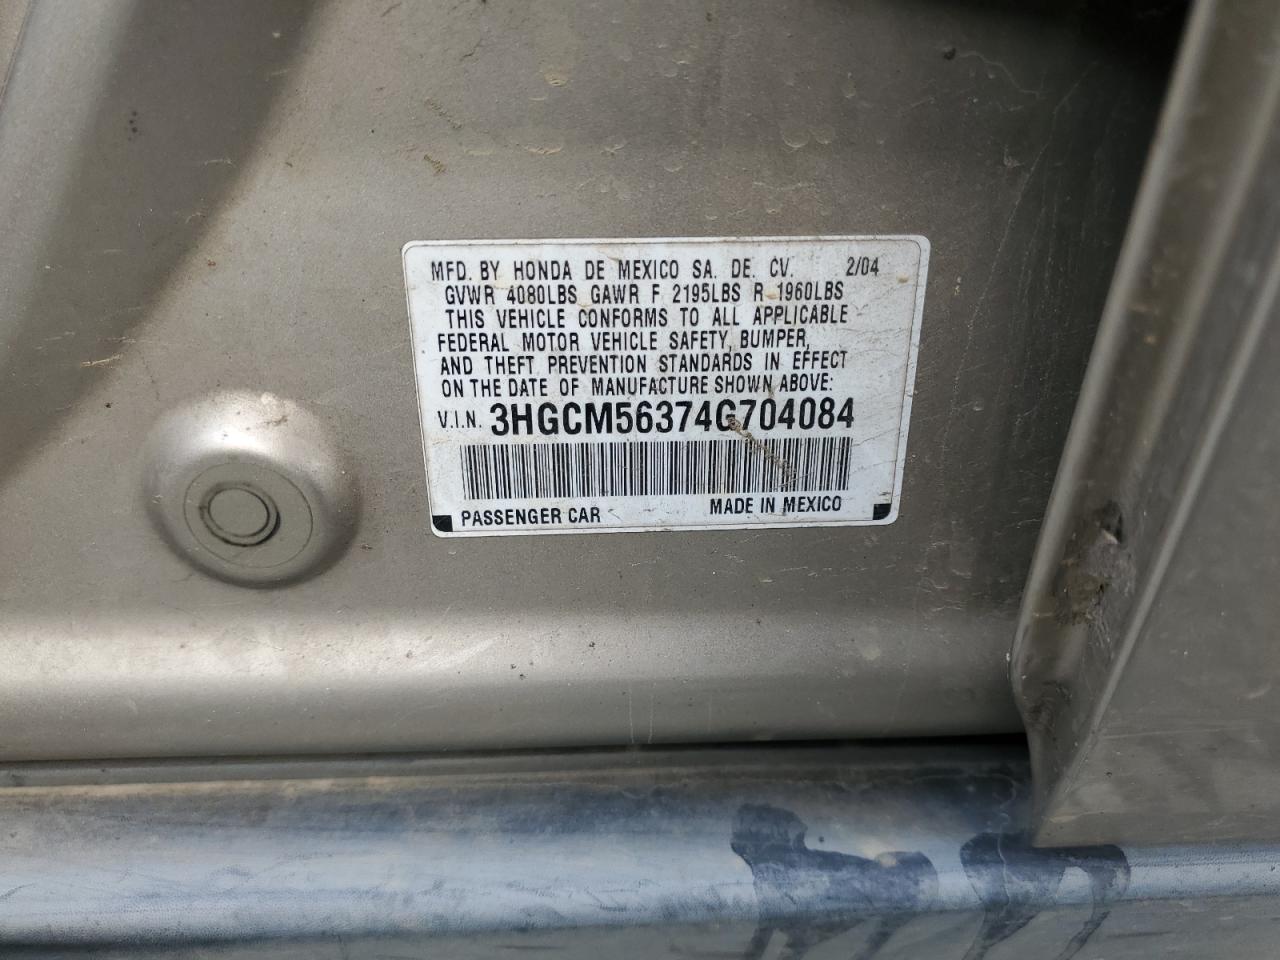 MFD. BY HONDA DE MEXICO SA. DE. CV. 2/04
GVWR 4080LBS GAWR F 2195LBS R 1960LBS
THIS VEHICLE CONFORMS TO ALL APPLICABLE
FEDERAL MOTOR VEHICLE SAFETY, BUMPER,
AND THEFT PREVENTION STANDARDS IN EFFECT
ON THE DATE OF MANUFACTURE SHOWN ABOVE:
V.I.N. 3HGCM56374G704084
PASSENGER CAR MADE IN MEXICO